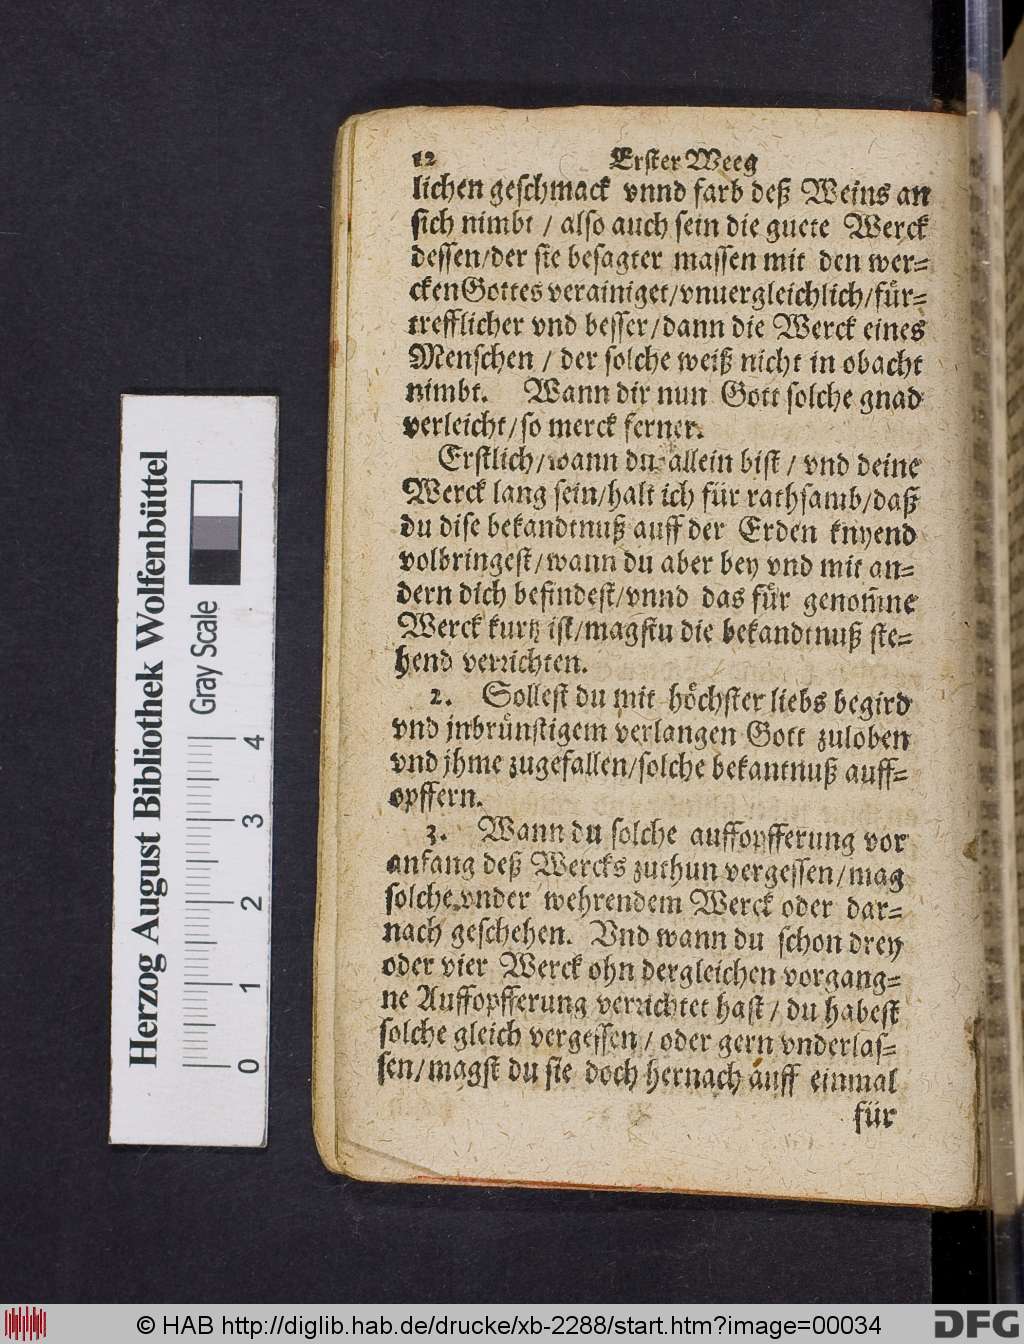 12 Erster Weeg
lichen geschmack vnnd farb deß Weins an
sich nimbt / also auch sein die guete Werck
dessen/der sie besagter massen mit den wer=
cken Gottes verainiget/vnuergleichlich/für=
trefflicher vnd besser/dann die Werck eines
Menschen / der solche weiß nicht in obacht
nimbt. Wann dir nun Gott solche gnad
verleicht/so merck ferner.
Erstlich/wann du allein bist / vnd deine
Werck lang sein/halt ich für rathsamb/daß
du dise bekandtnuß auff der Erden knyend
volbringest/wann du aber bey vnd mit an=
dern dich befindest/vnnd das für genom̃ne
Werck kurtz ist/magstu die bekandtnuß ste=
hend verrichten.
2. Sollest du mit höchster liebs begird
vnd jnbrünstigem verlangen Gott zuloben
vnd jhme zugefallen/solche bekantnuß auff=
opffern.
3. Wann du solche auffopfferung vor
anfang deß Wercks zuthun vergessen/mag
solche vnder wehrendem Werck oder dar=
nach geschehen. Vnd wann du schon drey
oder vier Werck ohn dergleichen vorgang=
ne Auffopfferung verrichtet hast / du habest
solche gleich vergessen / oder gern vnderlas=
sen/magst du sie doch hernach auff einmal
für
Herzog August Bibliothek Wolfenbüttel
Gray Scale
0 1 2 3 4
© HAB http://diglib.hab.de/drucke/xb-2288/start.htm?image=00034
DFG